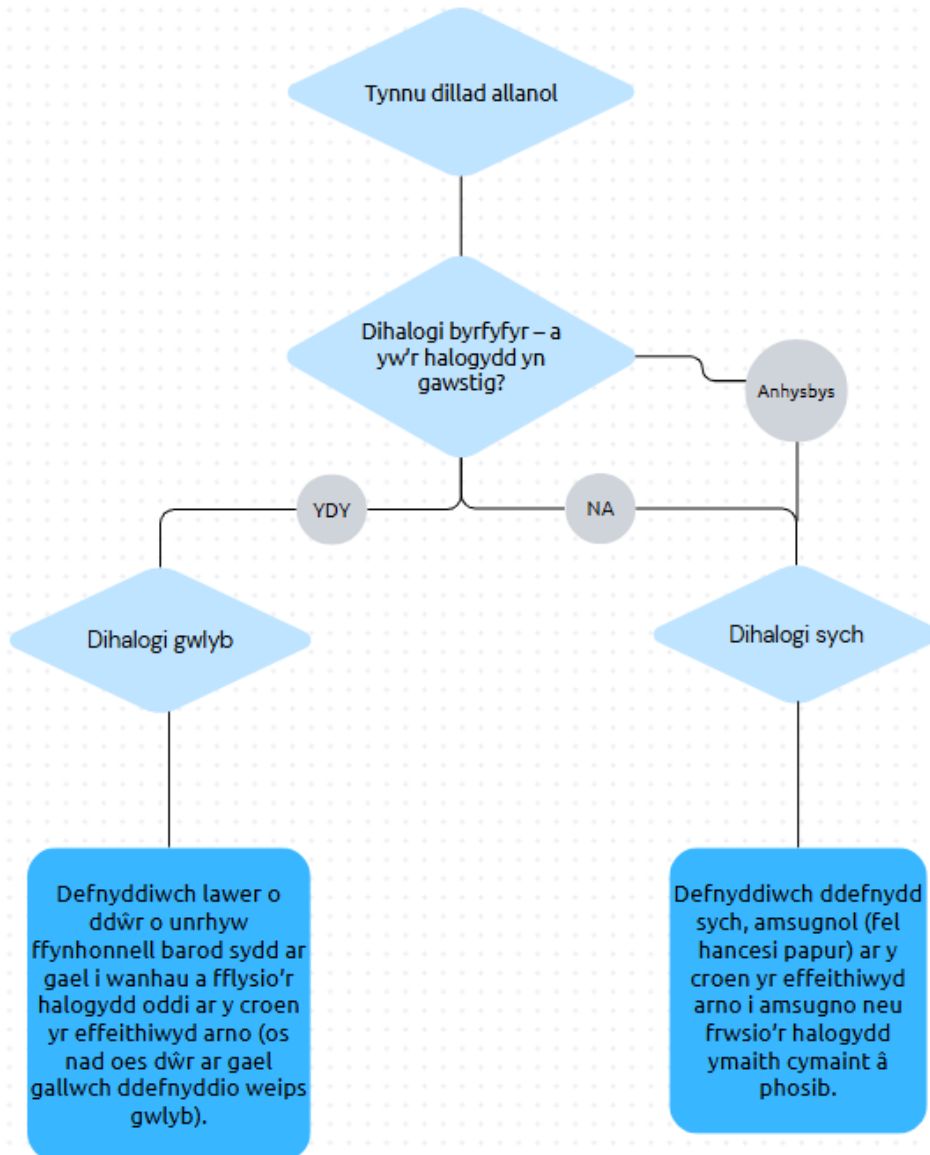 Tynnu dillad allanol
Dihalogi byrfyfyr – a
yw’r halogydd yn
gawstig?
Anhysbys
YDY
NA
Dihalogi gwlyb
Dihalogi sych
Defnyddiwch lawer o
ddŵr o unrhyw
ffynhonnell barod sydd ar
gael i wanhau a fflysio’r
halogydd oddi ar y croen
yr effeithiwyd arno (os
nad oes dŵr ar gael
gallwch ddefnyddio weips
gwlyb).
Defnyddiwch ddefnydd
sych, amsugnol (fel
hancesi papur) ar y
croen yr effeithiwyd
arno i amsugno neu
frwsio’r halogydd
ymaith cymaint â
phosib.